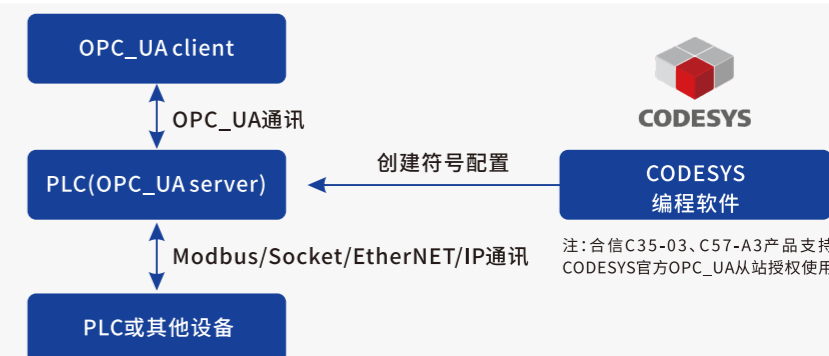 OPC_UA client
OPC_UA通讯
CODESYS
创建符号配置
PLC(OPC_UA server)
CODESYS
编程软件
注：合信C35-03、C57-A3产品支持
CODESYS官方OPC_UA从站授权使用
Modbus/Socket/EtherNET/IP通讯
PLC或其他设备